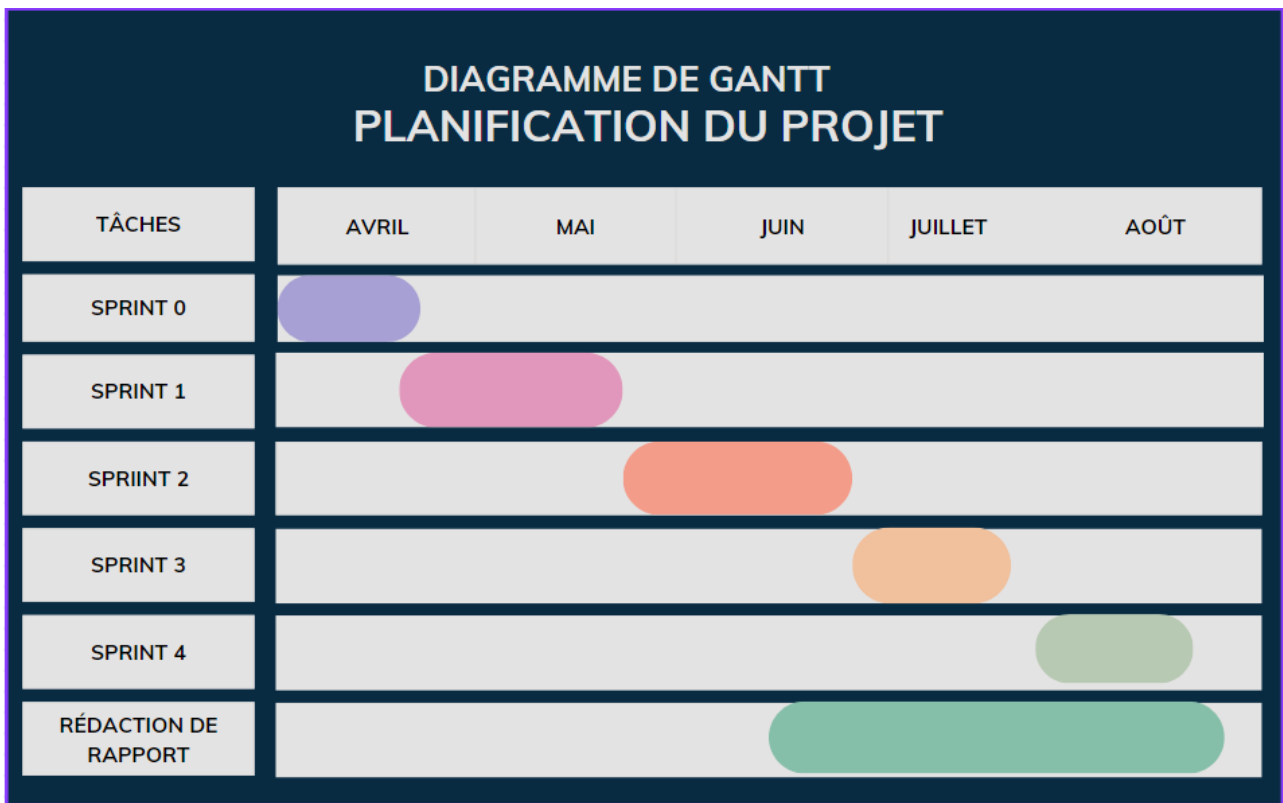 DIAGRAMME DE GANTT
PLANIFICATION DU PROJET
TÂCHES
AVRIL
MAI
JUIN
JUILLET
AOÛT
SPRINT 0
SPRINT 1
SPRIINT 2
SPRINT 3
SPRINT 4
RÉDACTION DE
RAPPORT